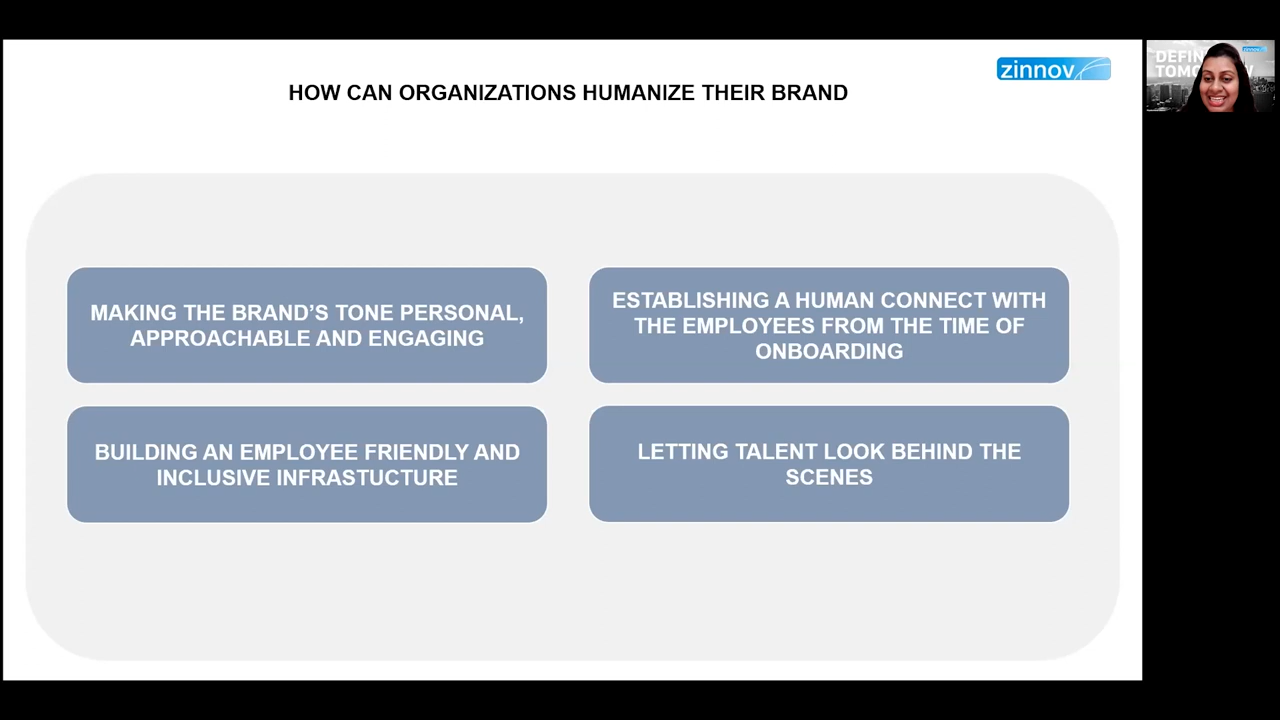 zinnov
HOW CAN ORGANIZATIONS HUMANIZE THEIR BRAND
MAKING THE BRAND’S TONE PERSONAL,
APPROACHABLE AND ENGAGING
ESTABLISHING A HUMAN CONNECT WITH
THE EMPLOYEES FROM THE TIME OF
ONBOARDING
BUILDING AN EMPLOYEE FRIENDLY AND
INCLUSIVE INFRASTUCTURE
LETTING TALENT LOOK BEHIND THE
SCENES